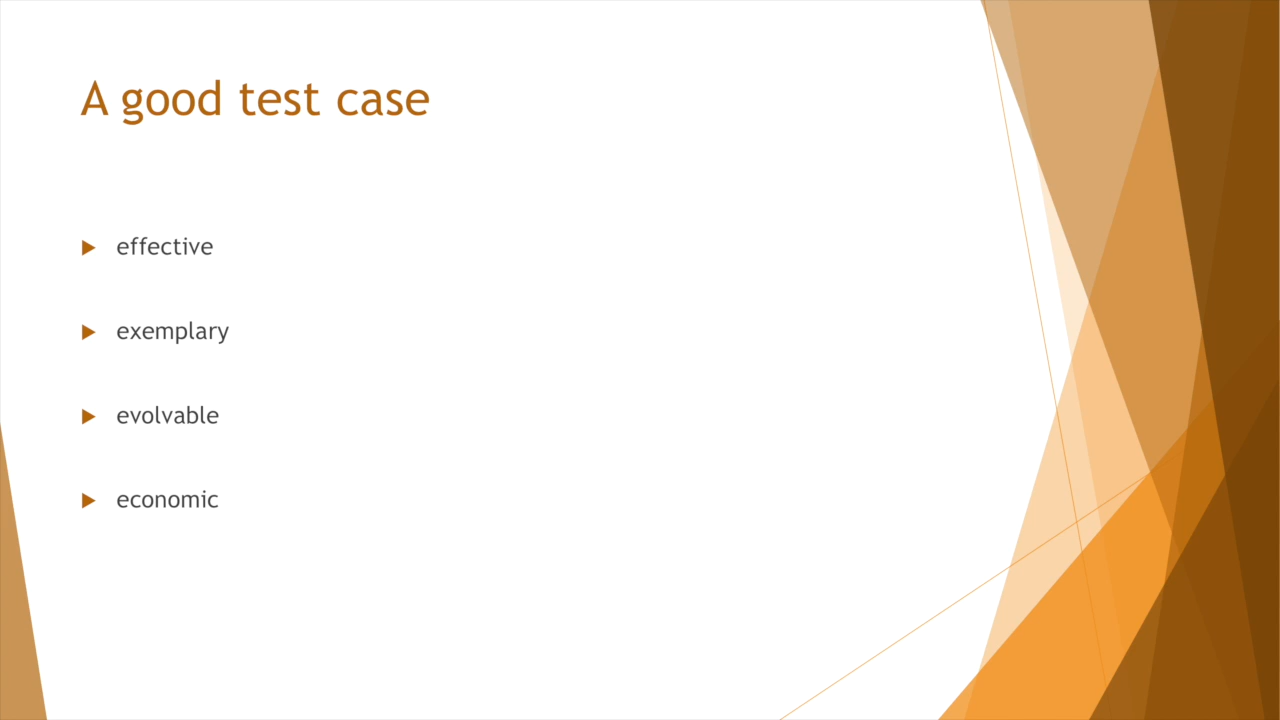 A good test case
effective
exemplary
evolvable
economic